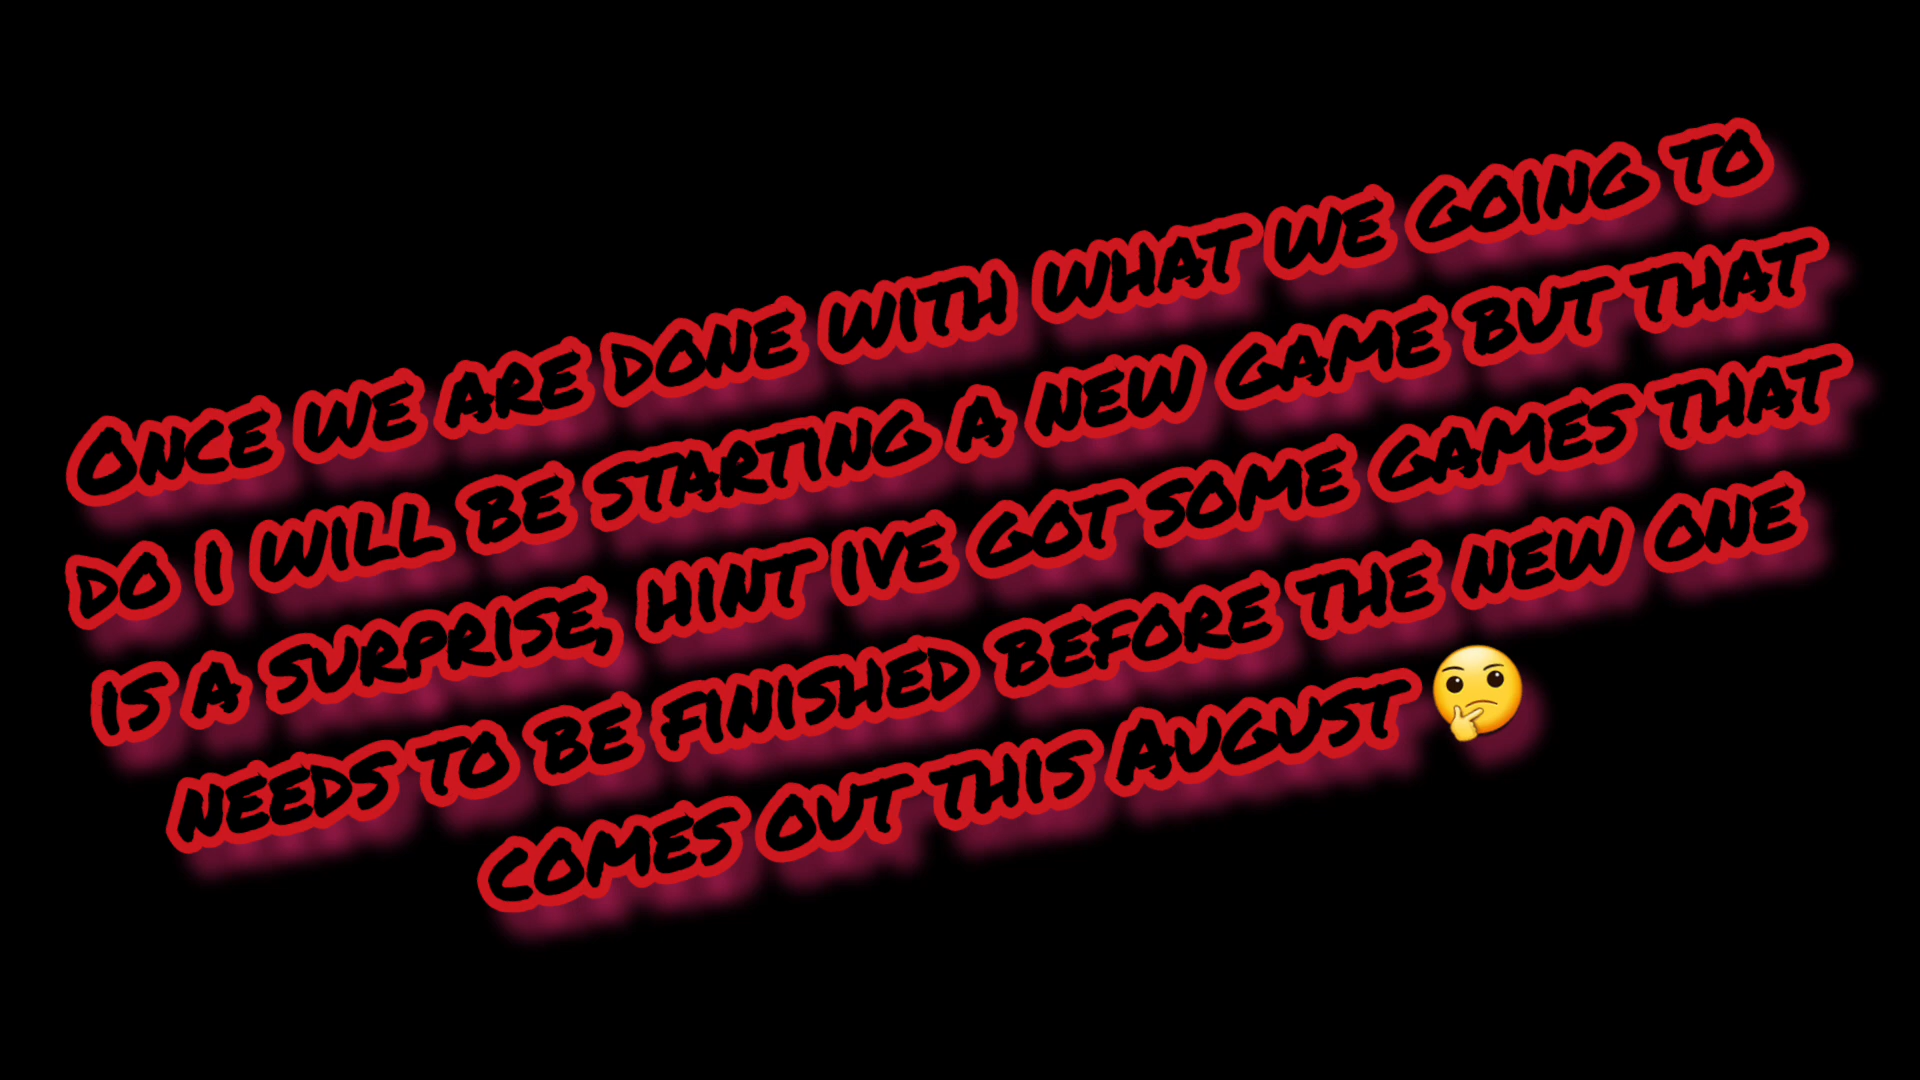 Once we are done with what we going to
do i will be starting a new game but that
is a surprise, hint ive got some games that
needs to be finished before the new one
comes out this August 🤔